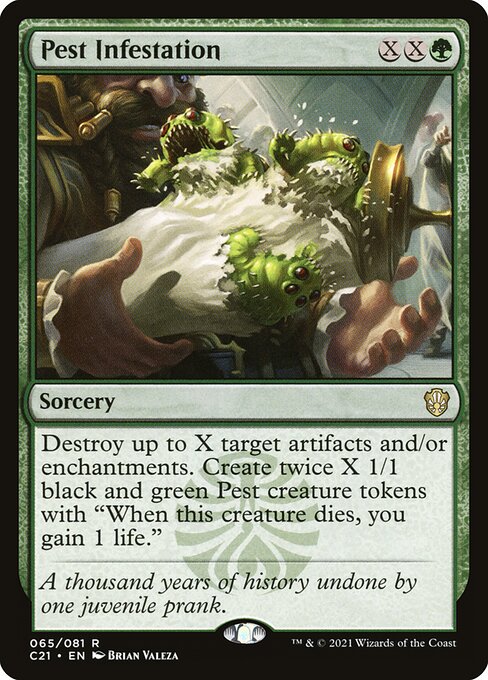 Pest Infestation XX
Sorcery
Destroy up to X target artifacts and/or
enchantments. Create twice X 1/1
black and green Pest creature tokens
with “When this creature dies, you
gain 1 life.”
A thousand years of history undone by
one juvenile prank.
065/081 R
C21 • EN Brian Valeza
™ & © 2021 Wizards of the Coast